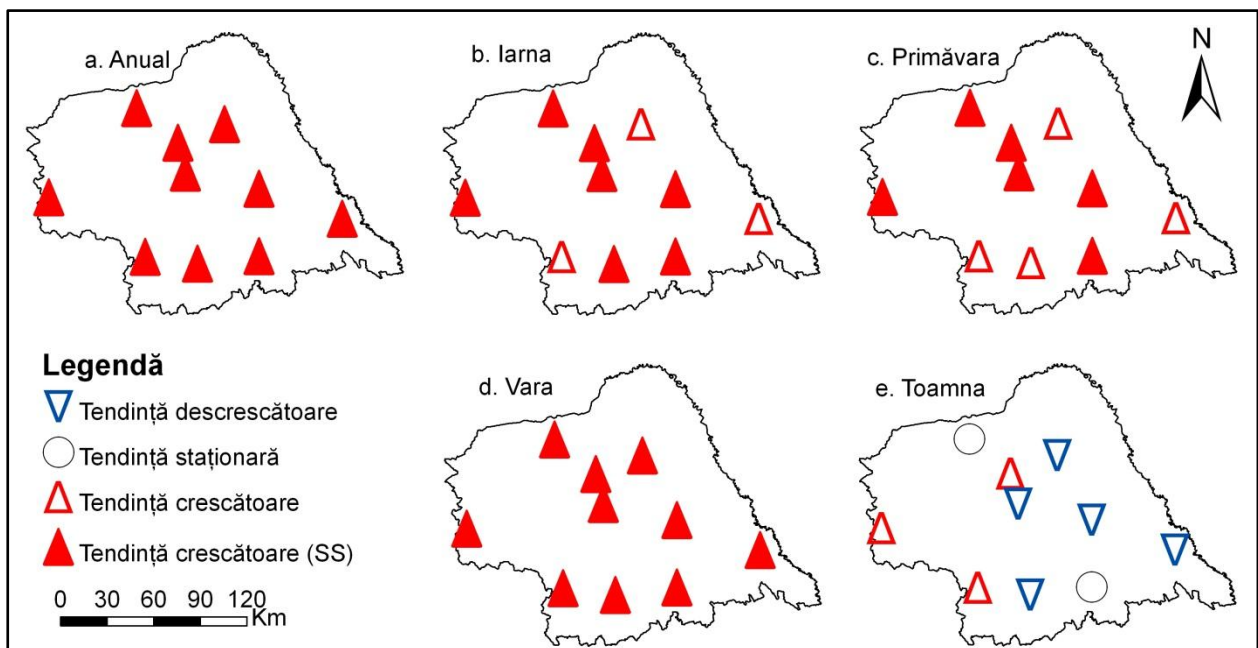 a. Anual
b. Iarna
c. Primăvara
N
Legendă
Tendință descrescătoare
Tendință staționară
Tendință crescătoare
Tendință crescătoare (SS)
0 30 60 90 120
Km
d. Vara
e. Toamna